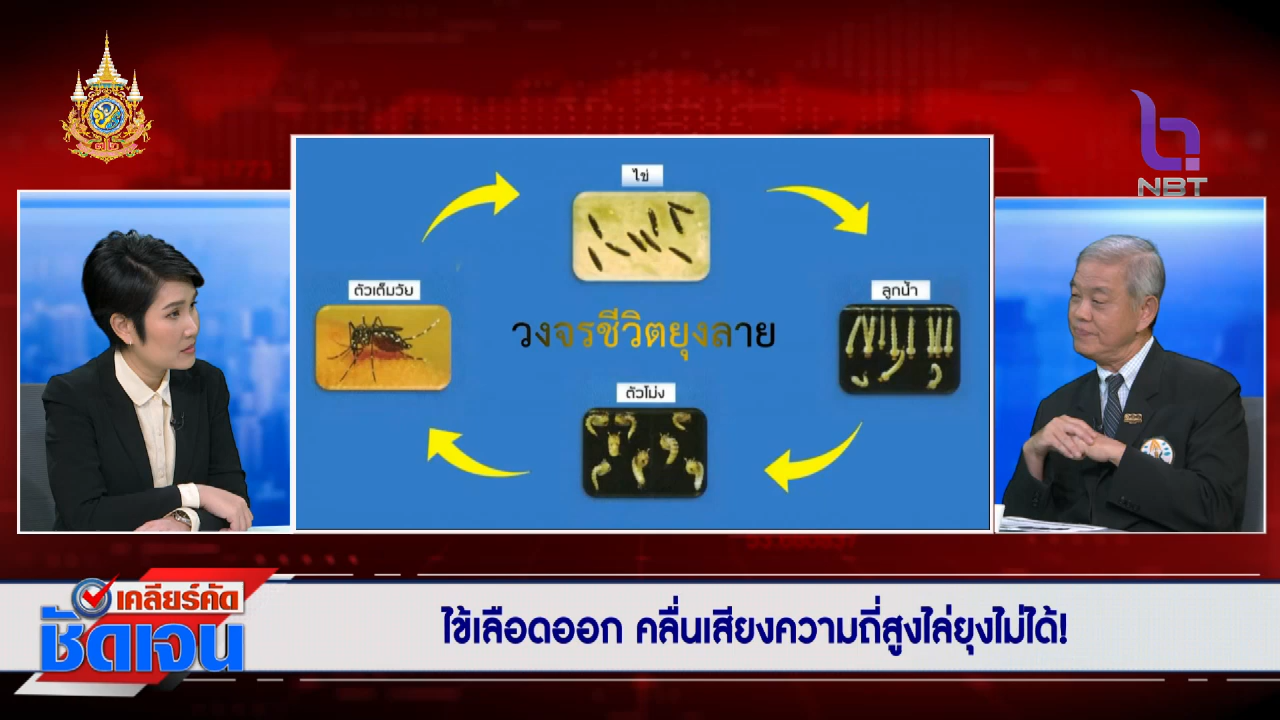 ๗๒
NBT
ไข่
ตัวเต็มวัย
ลูกน้ำ
วงจรชีวิตยุงลาย
ตัวโม่ง
เคลียร์คัด
ชัดเจน
ไข้เลือดออก คลื่นเสียงความถี่สูงไล่ยุงไม่ได้!